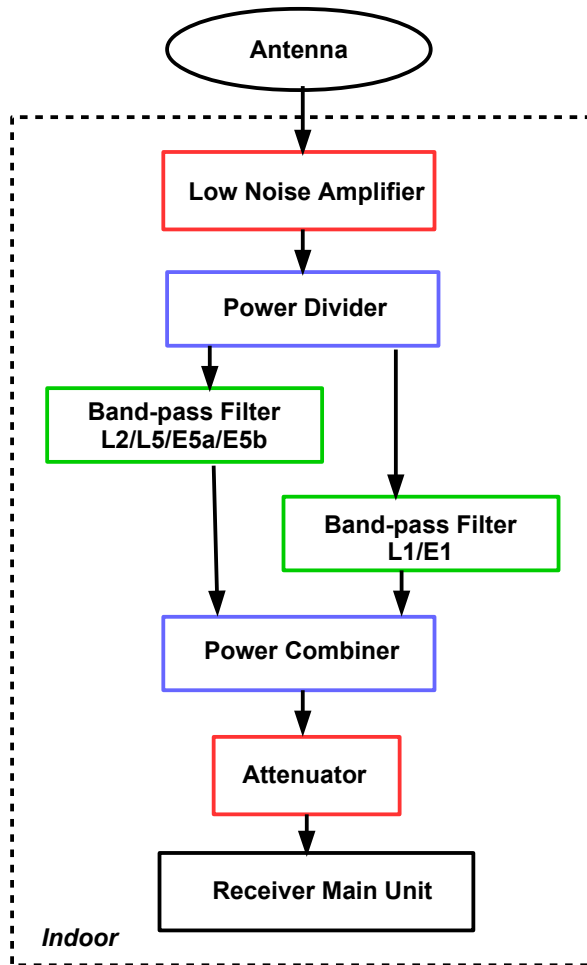 Antenna
Low Noise Amplifier
Power Divider
Band-pass Filter
L2/L5/E5a/E5b
Band-pass Filter
L1/E1
Power Combiner
Attenuator
Receiver Main Unit
Indoor